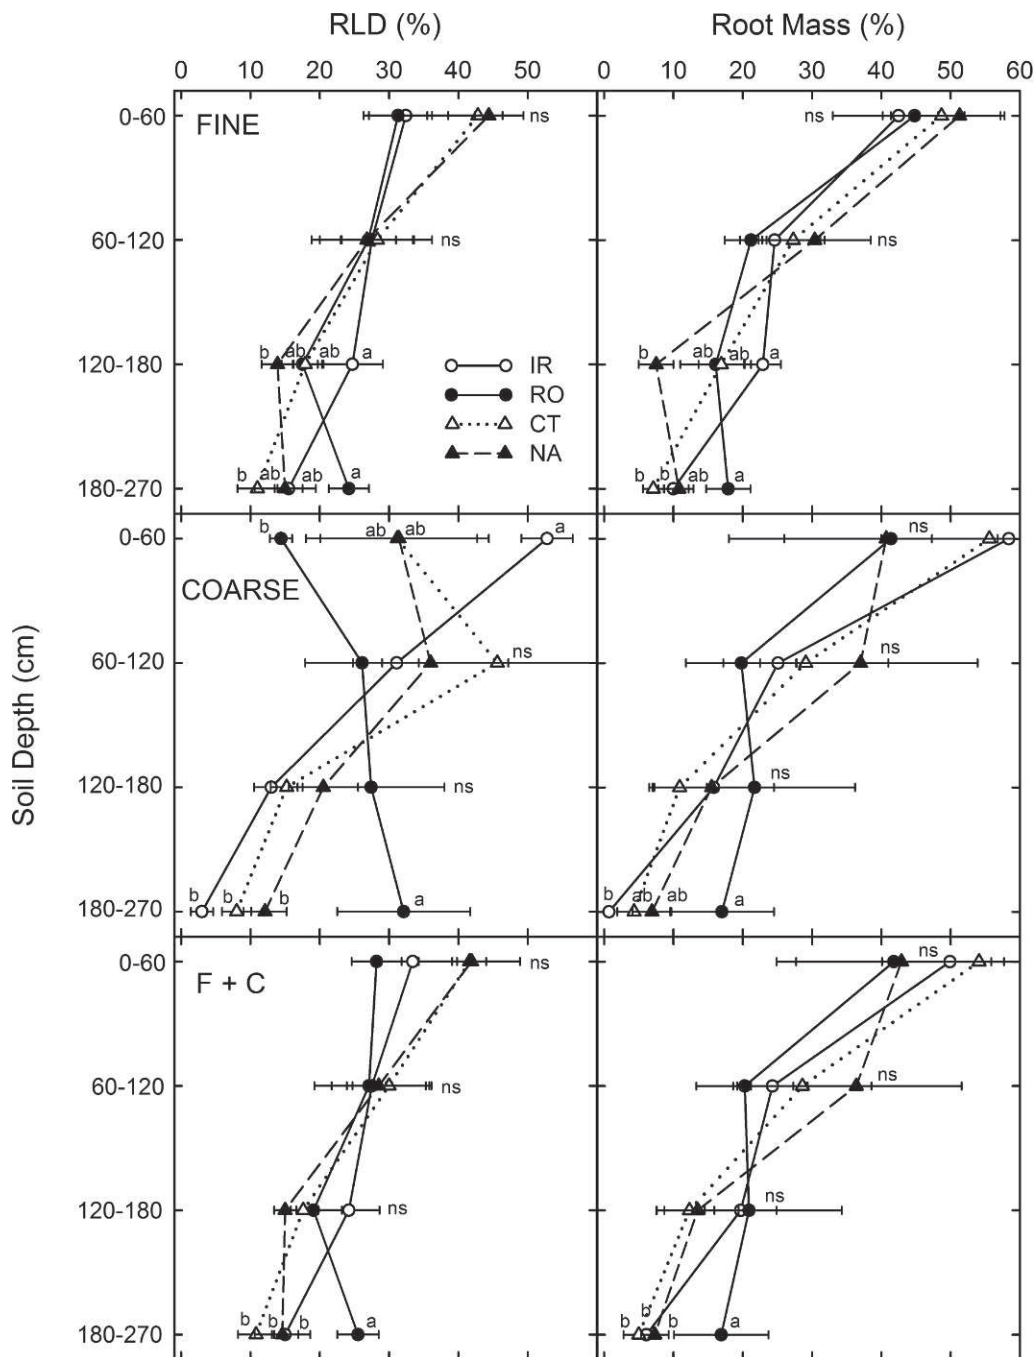 RLD (%) Root Mass (%)
0 10 20 30 40 50 0 10 20 30 40 50 60
0-60 FINE ns ns
60-120 ns ns
120-180 b ab ab a b ab ab a
IR
RO
CT
NA
180-270 b ab ab a b b ab a
0-60 b ab ab a ns
COARSE
60-120 ns ns
Soil Depth (cm)
120-180 ns ns
180-270 b b b a b ab ab a
0-60 F + C ns ns
60-120 ns ns
120-180 ns ns
180-270 b b b a b b b a